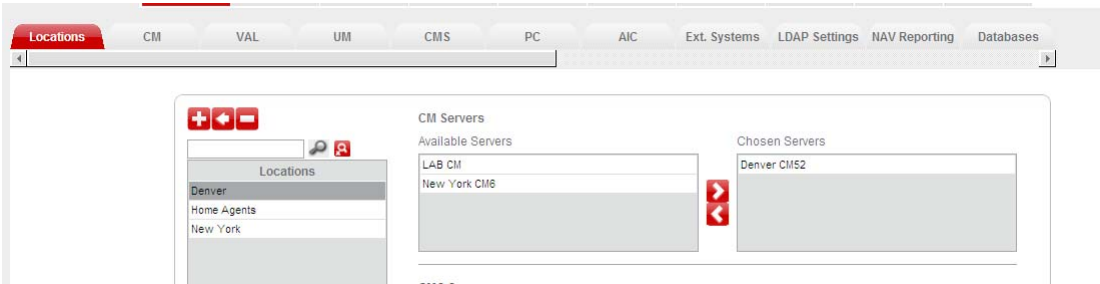 Locations CM VAL UM CMS PC AIC Ext. Systems LDAP Settings NAV Reporting Databases
CM Servers
Available Servers Chosen Servers
Locations
LAB CM Denver CM52
New York CM6
Denver
Home Agents
New York